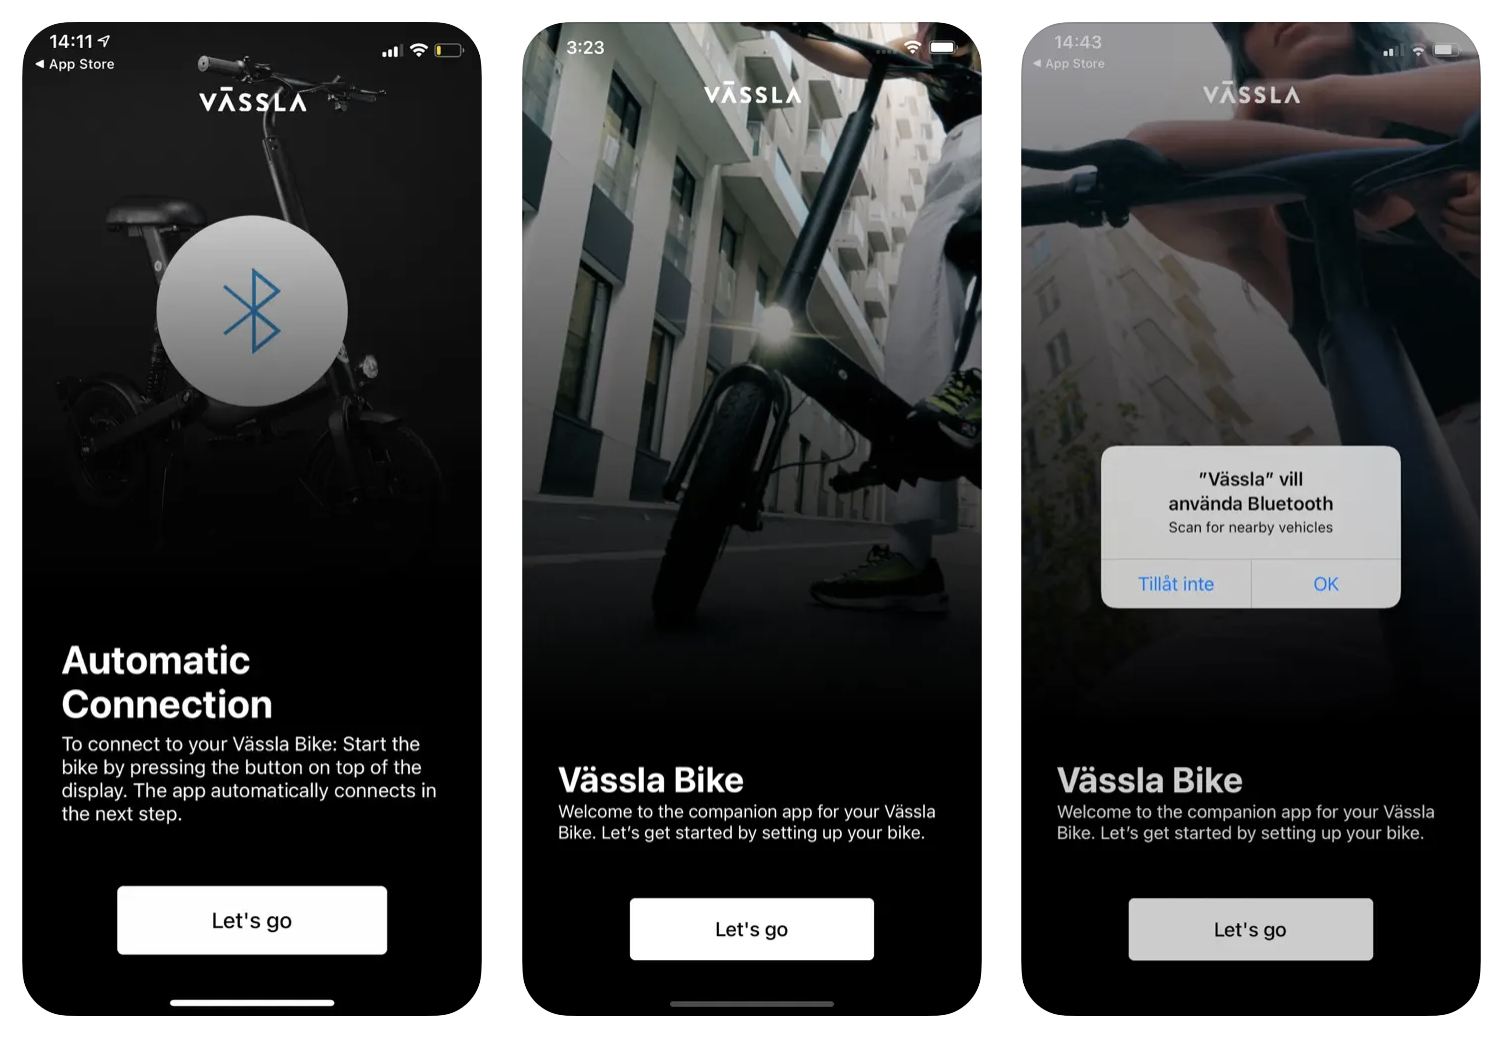 14:11
◀ App Store
VĀSSLA
Automatic
Connection
To connect to your Vässla Bike: Start the
bike by pressing the button on top of the
display. The app automatically connects in
the next step.
Let's go
3:23
VĀSSLA
Vässla Bike
Welcome to the companion app for your Vässla
Bike. Let’s get started by setting up your bike.
Let's go
14:43
◀ App Store
VĀSSLA
”Vässla” vill
använda Bluetooth
Scan for nearby vehicles
Tillåt inte
OK
Vässla Bike
Welcome to the companion app for your Vässla
Bike. Let’s get started by setting up your bike.
Let's go